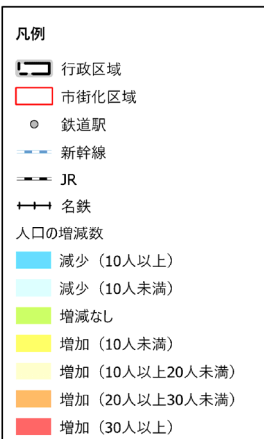 凡例
行政区域
市街化区域
鉄道駅
新幹線
JR
名鉄
人口の増減数
減少（10人以上）
減少（10人未満）
増減なし
増加（10人未満）
増加（10人以上20人未満）
増加（20人以上30人未満）
増加（30人以上）